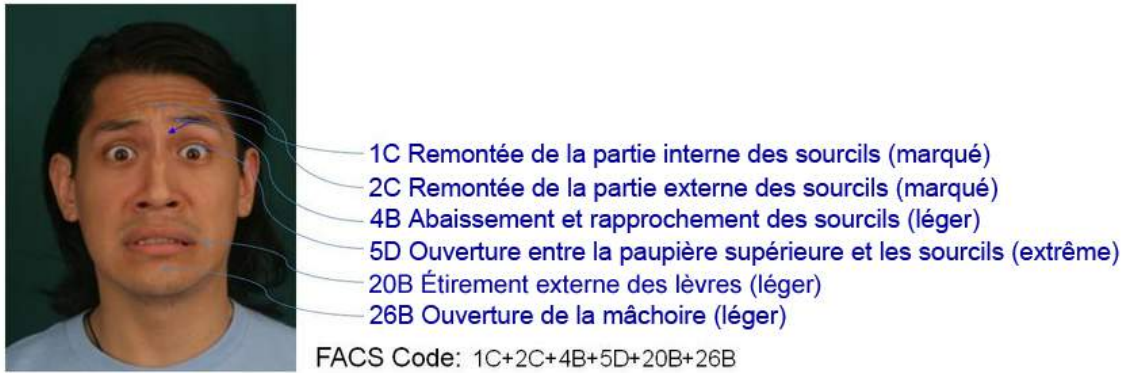 1C Remontée de la partie interne des sourcils (marqué)
2C Remontée de la partie externe des sourcils (marqué)
4B Abaissement et rapprochement des sourcils (léger)
5D Ouverture entre la paupière supérieure et les sourcils (extrême)
20B Étirement externe des lèvres (léger)
26B Ouverture de la mâchoire (léger)
FACS Code: 1C+2C+4B+5D+20B+26B